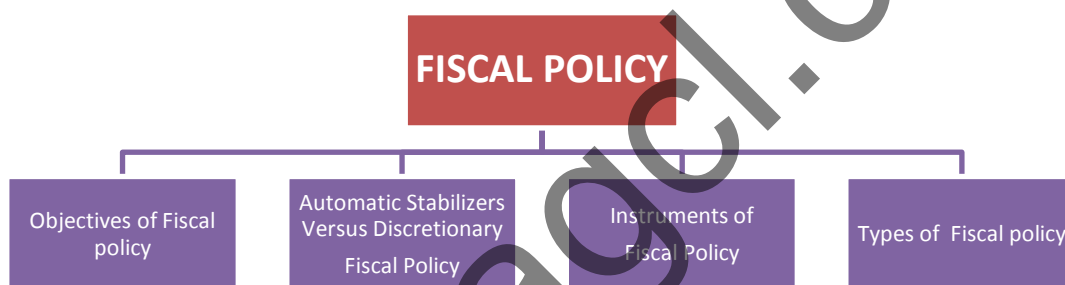 FISCAL POLICY
Objectives of Fiscal
policy
Automatic Stabilizers
Versus Discretionary
Fiscal Policy
Instruments of
Fiscal Policy
Types of Fiscal policy
agcl.